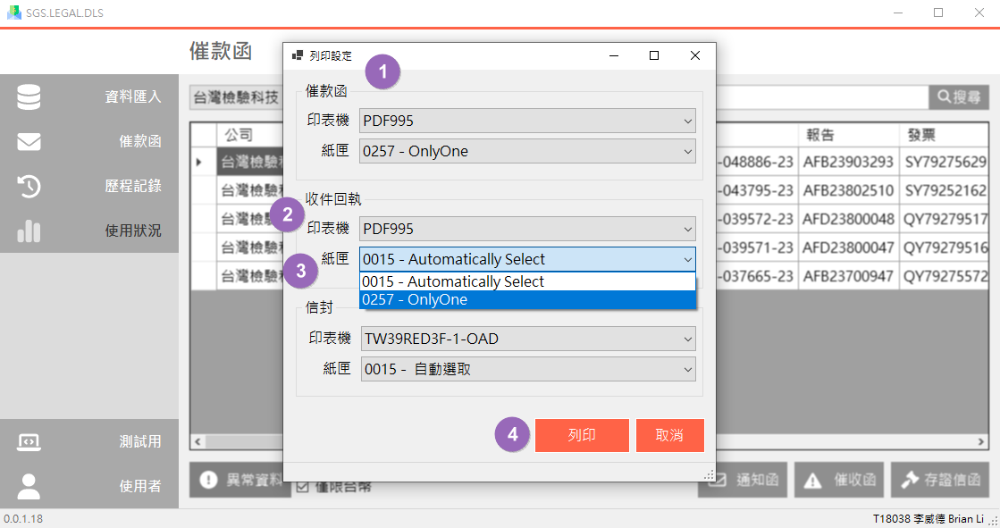 SGS.LEGAL.DLS
催款函
資料匯入
催款函
歷程記錄
使用狀況
測試用
使用者
台灣檢驗科技
搜尋
公司 報告 發票
台灣檢驗科 -048886-23 AFB23903293 SY79275629
台灣檢驗科 -043795-23 AFB23802510 SY79252162
台灣檢驗 -039572-23 AFD23800048 QY79279517
台灣檢驗 -039571-23 AFD23800047 QY79279516
台灣檢驗科 -037665-23 AFB23700947 QY79275572
列印設定
1
催款函
印表機 PDF995
紙匣 0257 - OnlyOne
收件回執
2
印表機 PDF995
紙匣 0015 - Automatically Select
3
0015 - Automatically Select
0257 - OnlyOne
信封
印表機 TW39RED3F-1-OAD
紙匣 0015 - 自動選取
4 列印 取消
異常資料
僅限台幣
通知函
催收函
存證信函
0.0.1.18
T18038 李威德 Brian Li